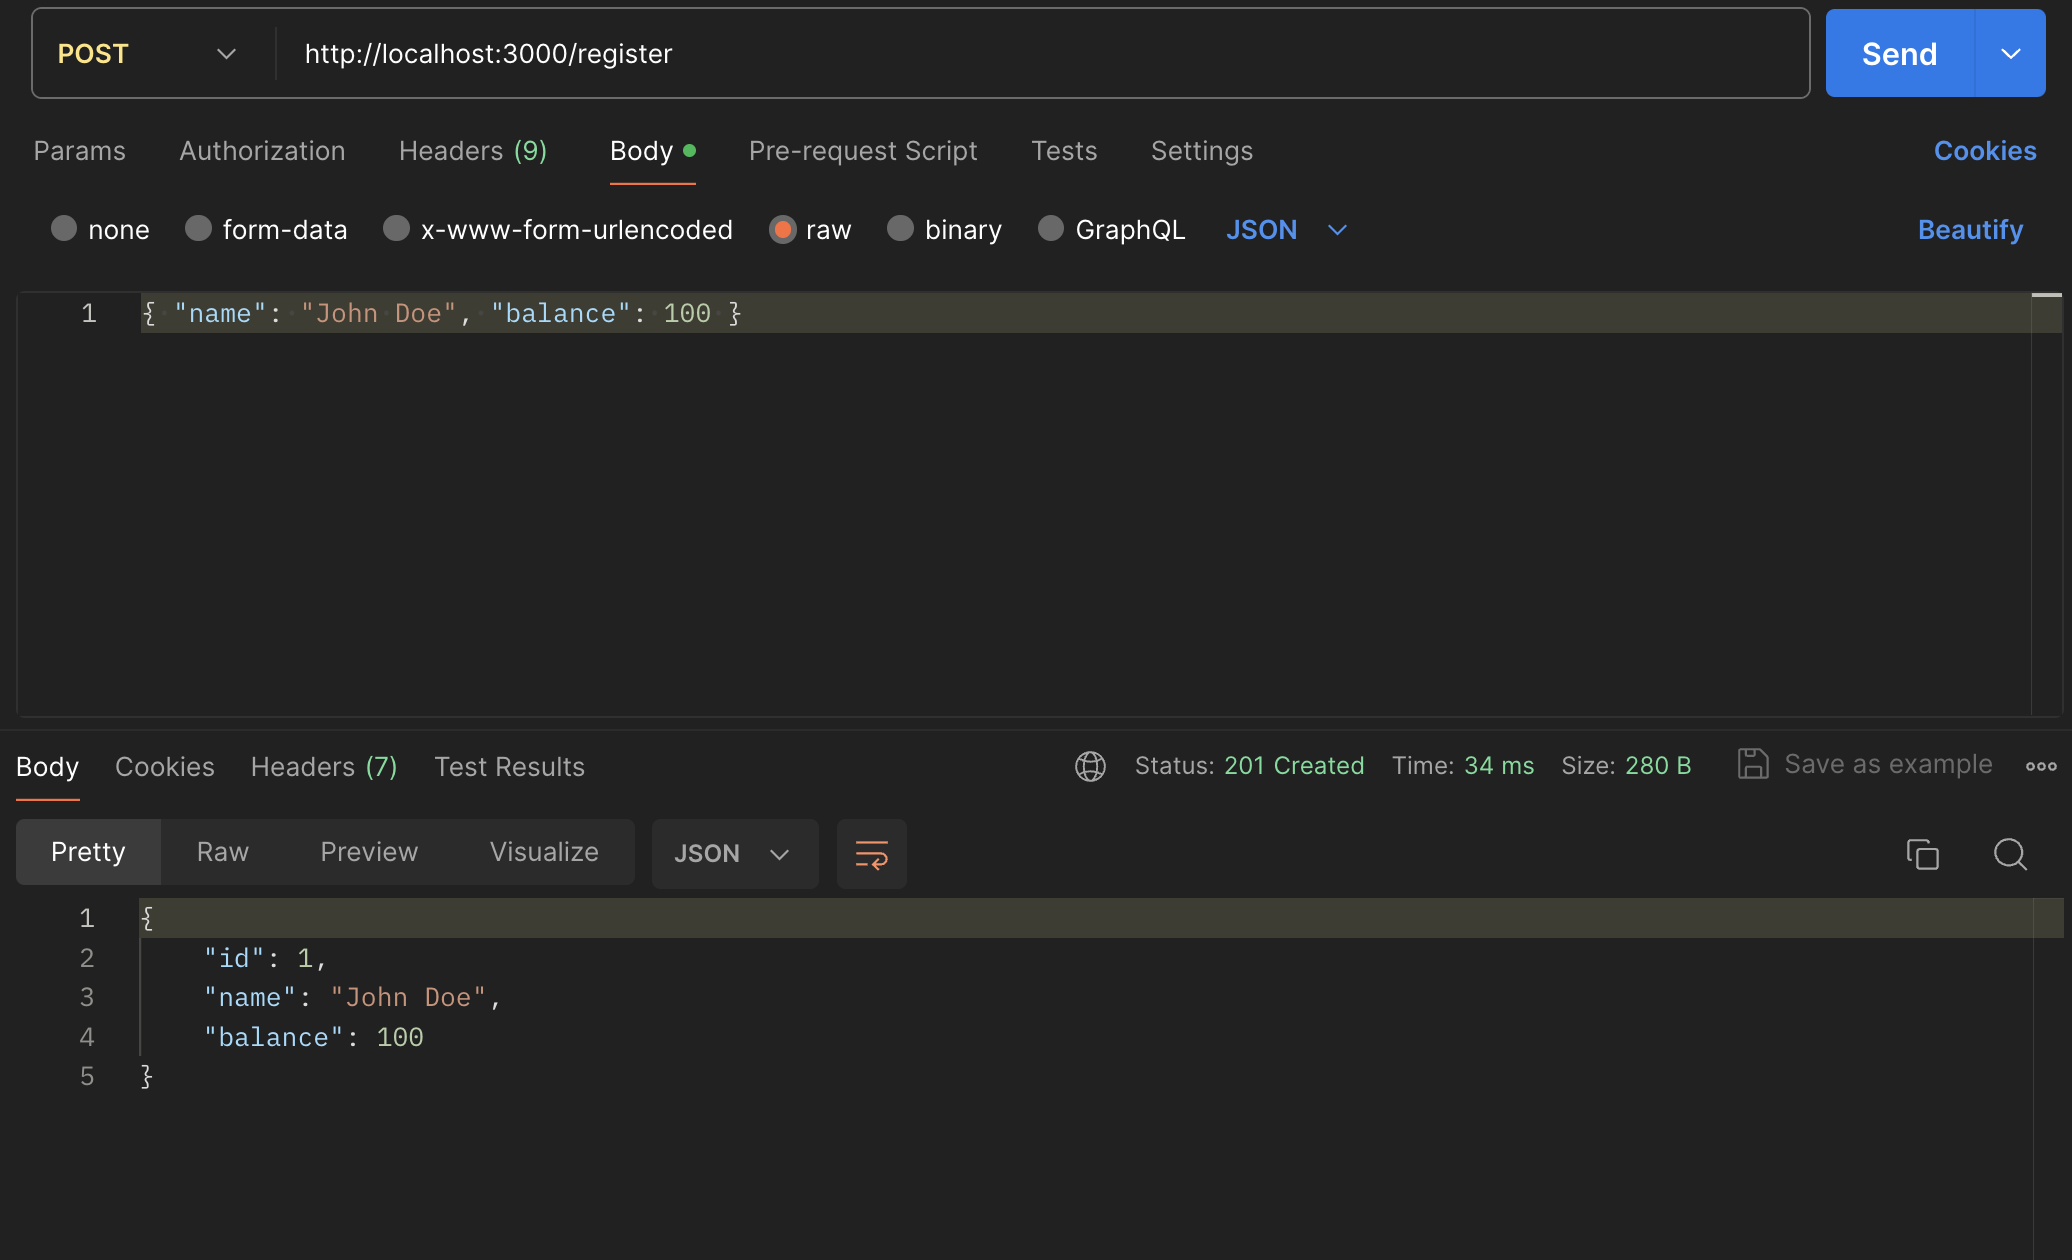 POST http://localhost:3000/register Send
Params Authorization Headers (9) Body Pre-request Script Tests Settings Cookies
none form-data x-www-form-urlencoded raw binary GraphQL JSON Beautify
1 { "name": "John Doe", "balance": 100 }
Body Cookies Headers (7) Test Results Status: 201 Created Time: 34 ms Size: 280 B Save as example
Pretty Raw Preview Visualize JSON
1 {
2 "id": 1,
3 "name": "John Doe",
4 "balance": 100
5 }